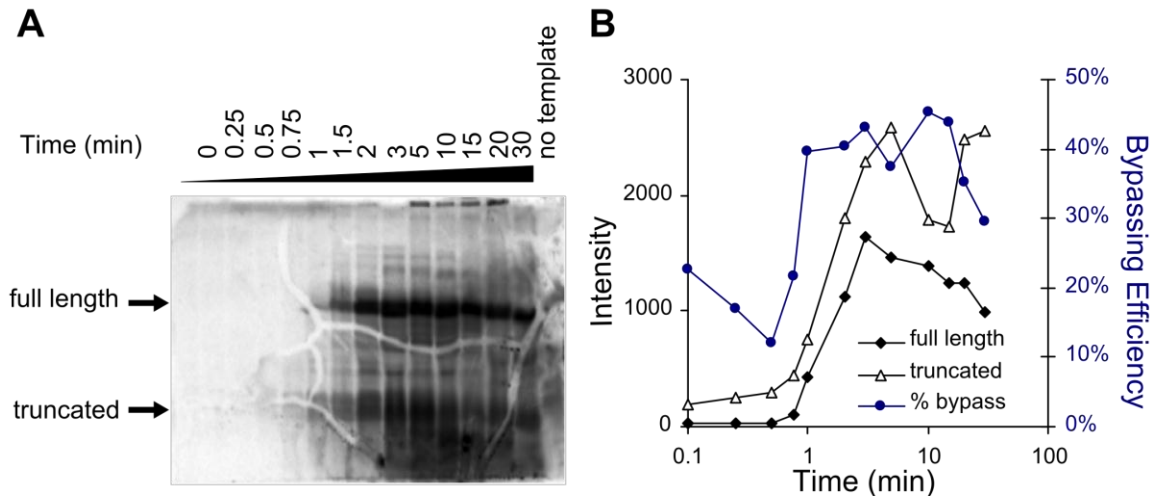 A
Time (min)
0
0.25
0.5
0.75
1
1.5
2
3
5
10
15
20
30
no template
full length
truncated
B
3000
2000
1000
0
Intensity
50%
40%
30%
20%
10%
0%
Bypassing Efficiency
full length
truncated
% bypass
0.1
1
10
100
Time (min)